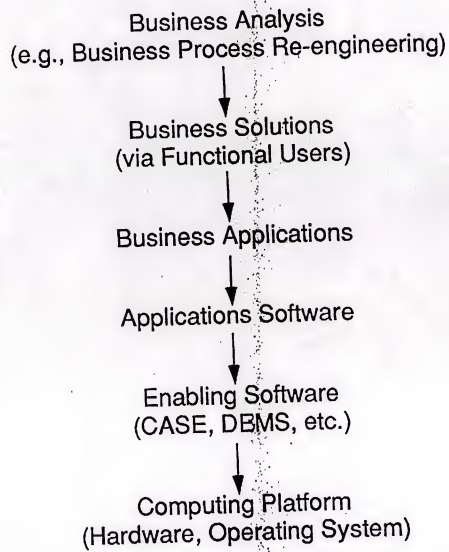 Business Analysis
(e.g., Business Process Re-engineering)
Business Solutions
(via Functional Users)
Business Applications
Applications Software
Enabling Software
(CASE, DBMS, etc.)
Computing Platform
(Hardware, Operating System)